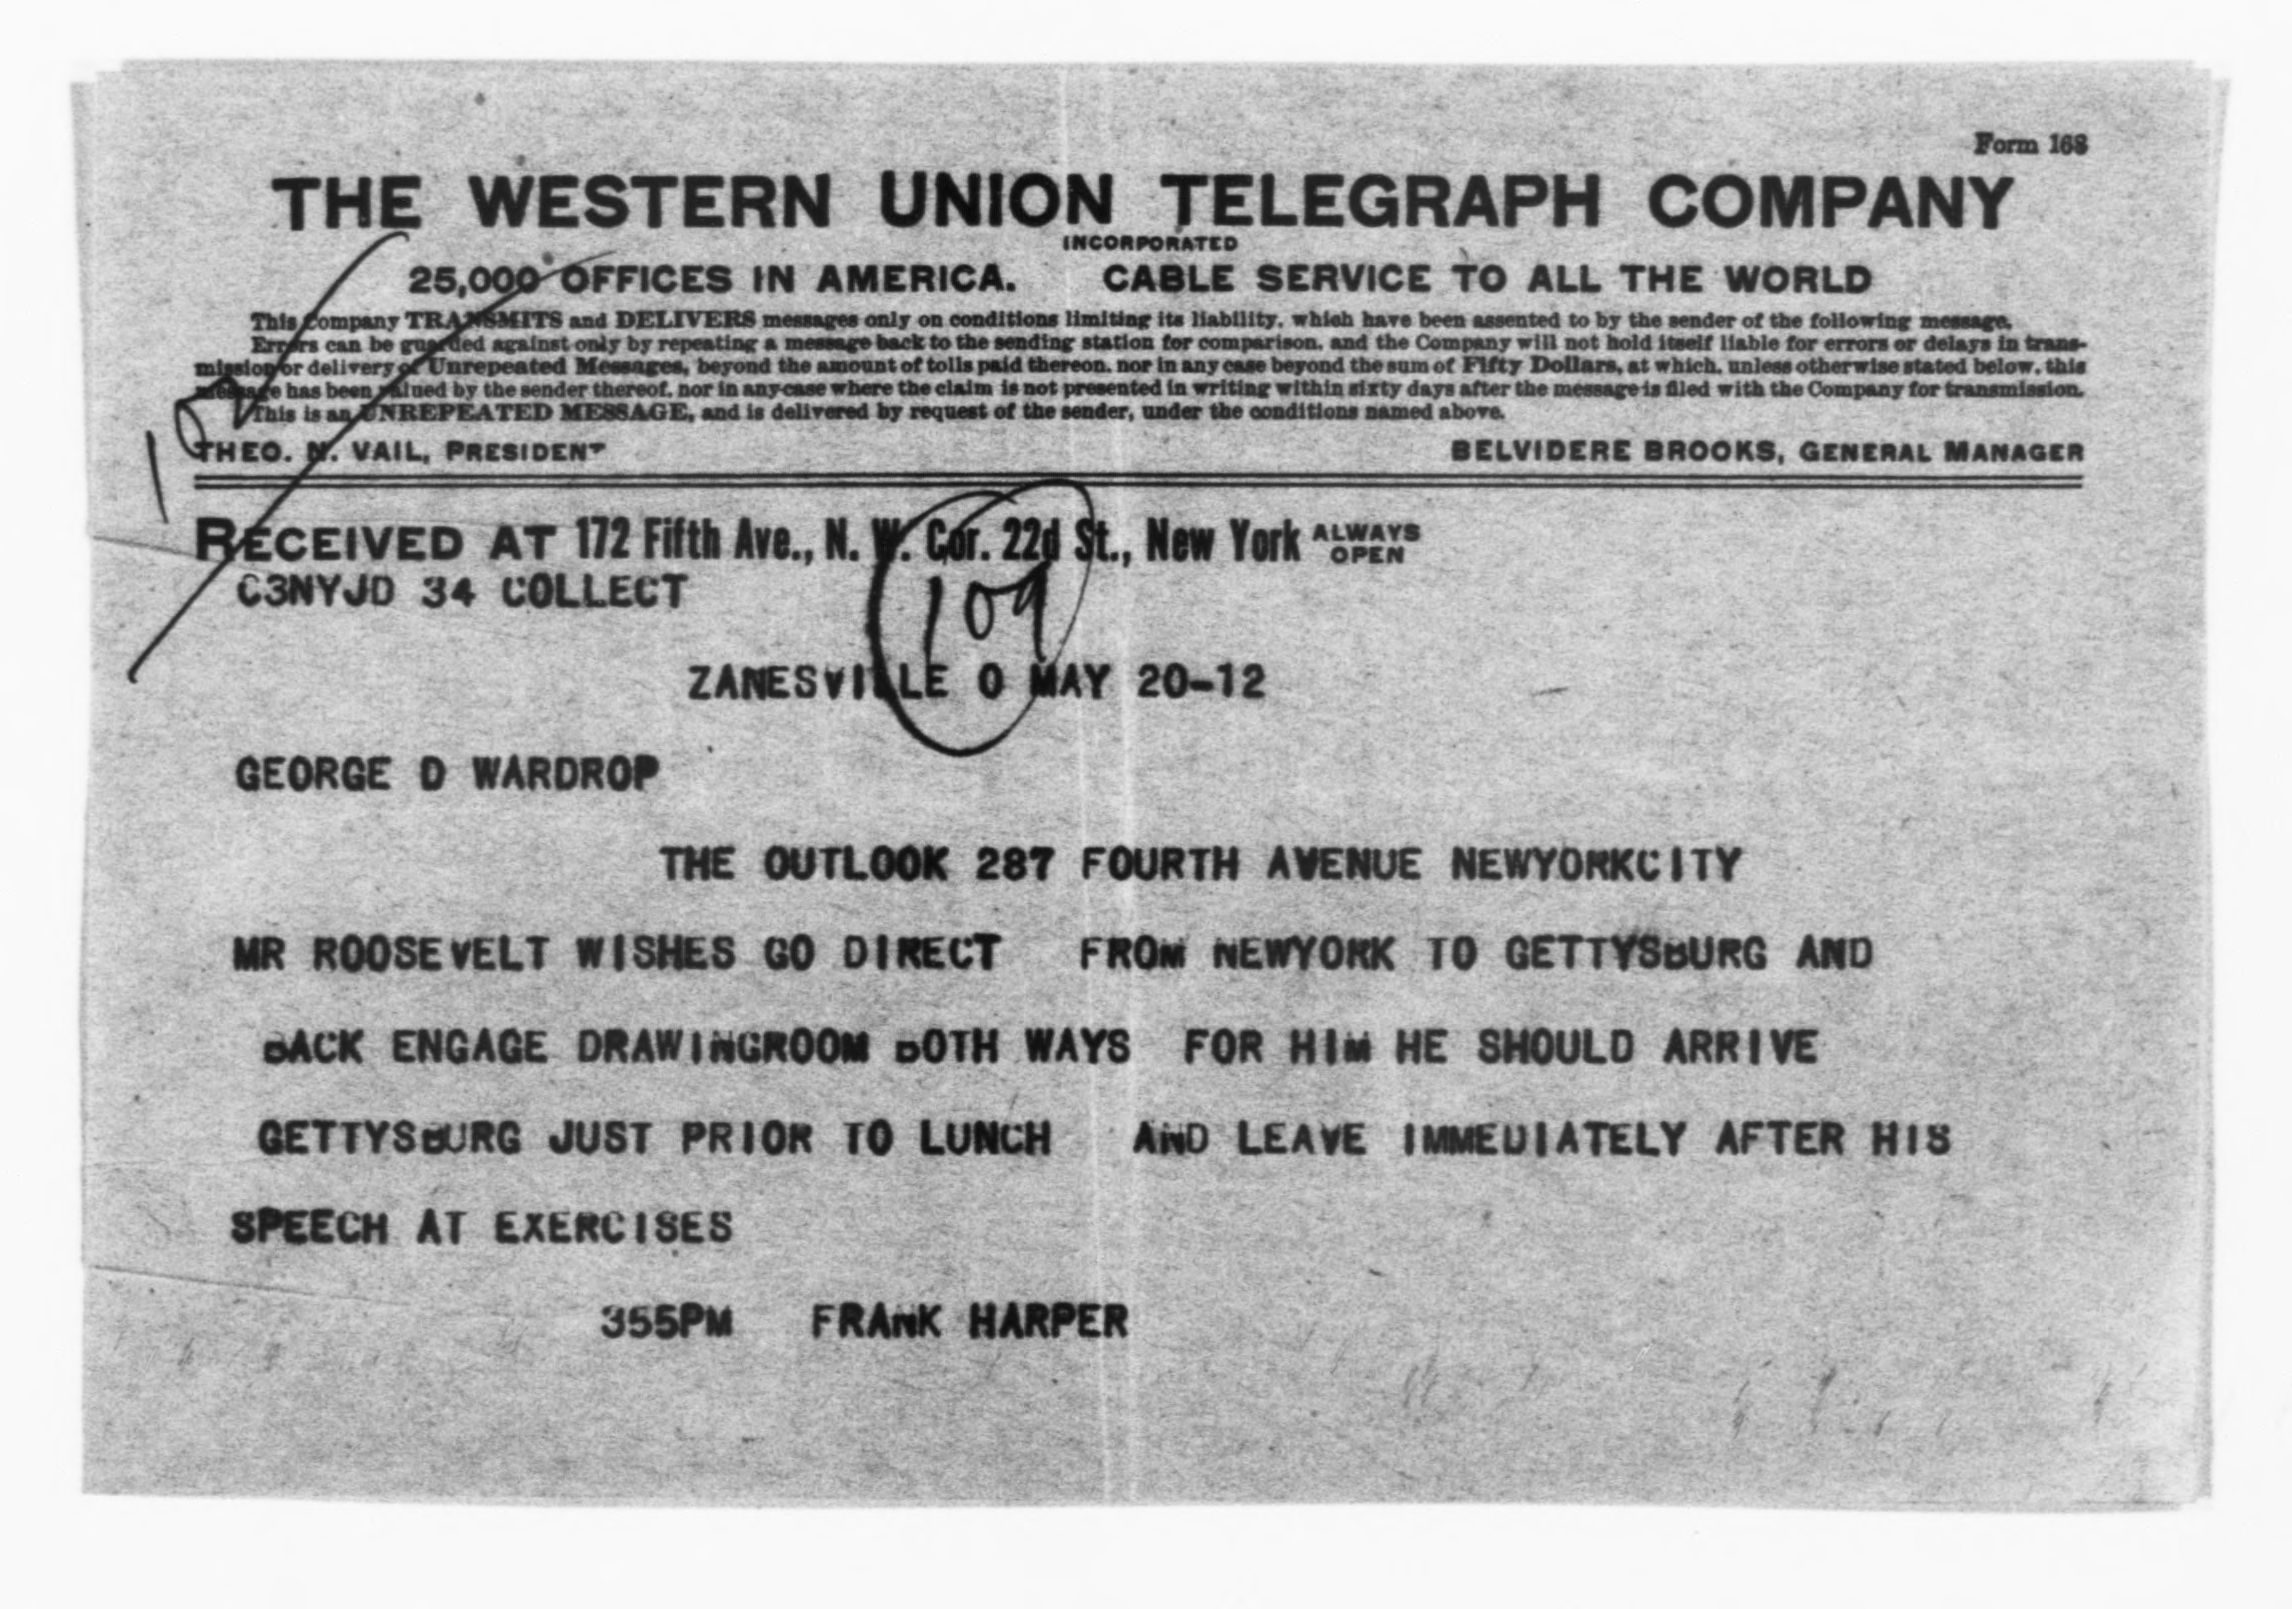 Form 168
THE WESTERN UNION TELEGRAPH COMPANY
INCORPORATED
25,000 OFFICES IN AMERICA. CABLE SERVICE TO ALL THE WORLD
This Company TRANSMITS and DELIVERS messages only on conditions limiting its liability, which have been assented to by the sender of the following message.
Errors can be guarded against only by repeating a message back to the sending station for comparison, and the Company will not hold itself liable for errors or delays in trans-
mission or delivery of Unrepeated Messages, beyond the amount of tolls paid thereon, nor in any case beyond the sum of Fifty Dollars, at which, unless otherwise stated below, this
message has been valued by the sender thereof, nor in any case where the claim is not presented in writing within sixty days after the message is filed with the Company for transmission.
This is an UNREPEATED MESSAGE, and is delivered by request of the sender, under the conditions named above.
THEO. N. VAIL, PRESIDENT BELVIDERE BROOKS, GENERAL MANAGER
RECEIVED AT 172 Fifth Ave., N. W. Cor. 22d St., New York ALWAYS OPEN
C3NYJD 34 COLLECT
109
ZANESVILLE O MAY 20-12
GEORGE D WARDROP
THE OUTLOOK 287 FOURTH AVENUE NEWYORKCITY
MR ROOSEVELT WISHES GO DIRECT FROM NEWYORK TO GETTYSBURG AND
BACK ENGAGE DRAWINGROOM BOTH WAYS FOR HIM HE SHOULD ARRIVE
GETTYSBURG JUST PRIOR TO LUNCH AND LEAVE IMMEDIATELY AFTER HIS
SPEECH AT EXERCISES
355PM FRANK HARPER